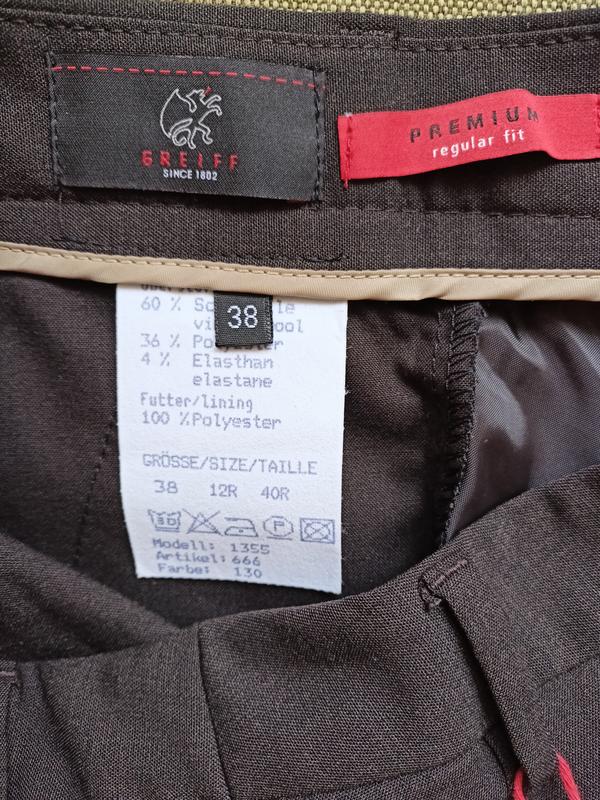 GREIFF
SINCE 1802
PREMIUM
regular fit
38
60 %
36 %
4 % Elasthan
elastane
Futter/lining
100 %Polyester
GRÖSSE/SIZE/TAILLE
38 12R 40R
30
P
Modell: 1355
Artikel: 666
Farbe: 130